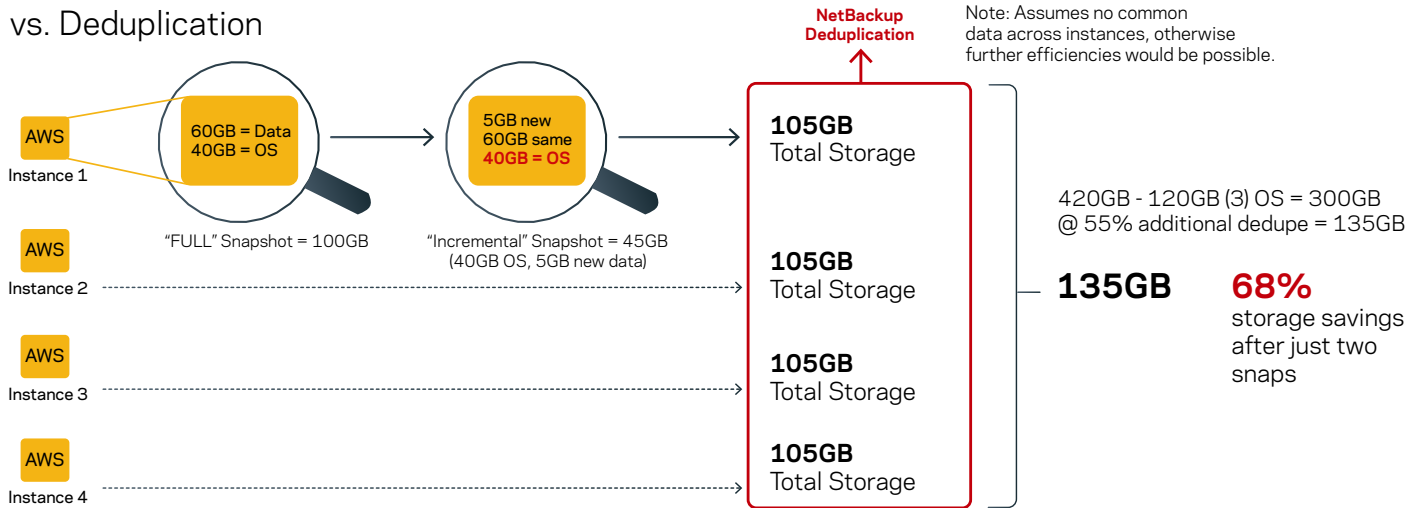 vs. Deduplication
NetBackup
Deduplication
Note: Assumes no common
data across instances, otherwise
further efficiencies would be possible.
AWS
Instance 1
60GB = Data
40GB = OS
"FULL" Snapshot = 100GB
5GB new
60GB same
40GB = OS
"Incremental" Snapshot = 45GB
(40GB OS, 5GB new data)
105GB
Total Storage
AWS
Instance 2
105GB
Total Storage
AWS
Instance 3
105GB
Total Storage
AWS
Instance 4
105GB
Total Storage
420GB - 120GB (3) OS = 300GB
@ 55% additional dedupe = 135GB
135GB
68%
storage savings
after just two
snaps